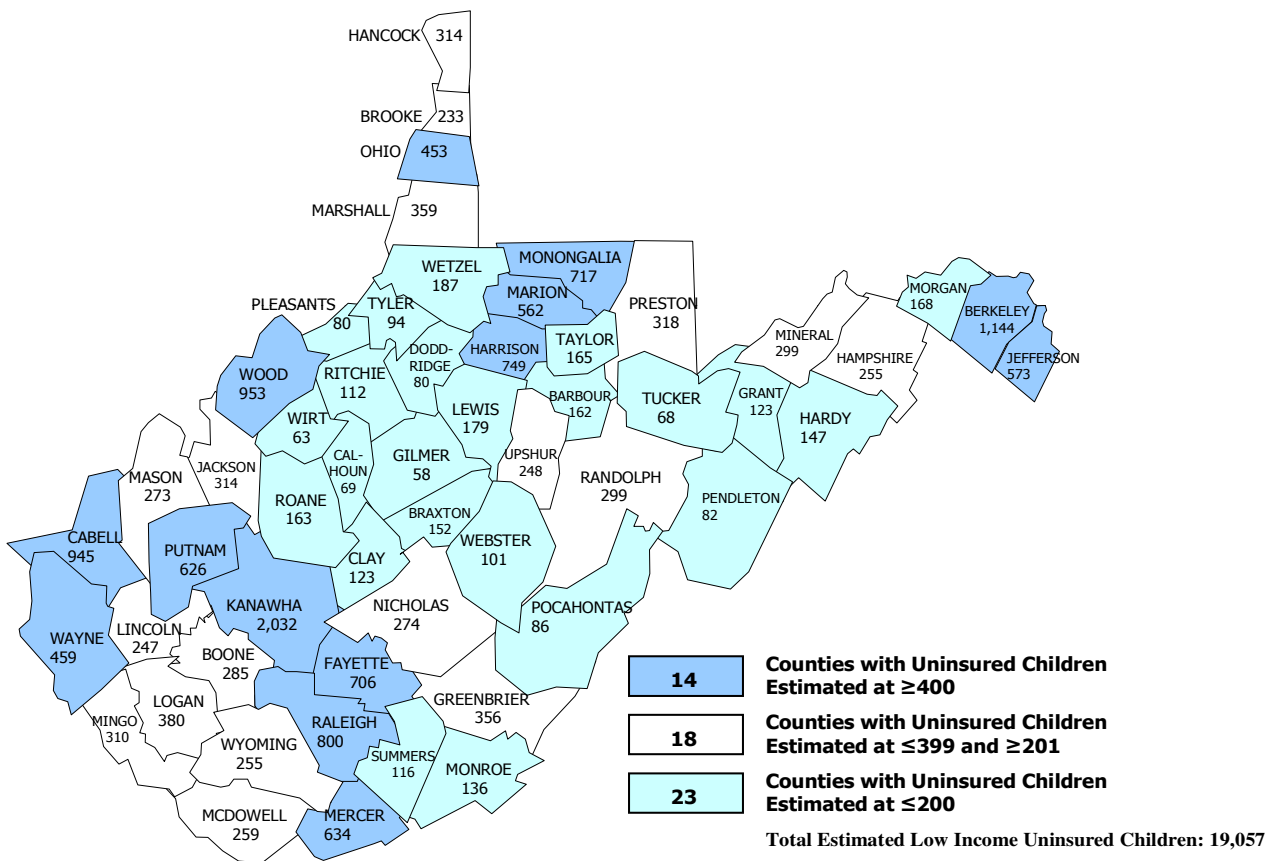 HANCOCK 314
BROOKE 233
OHIO 453
MARSHALL 359
WETZEL
187
MONONGALIA
717
MARION
562
PRESTON
318
PLEASANTS
80
TYLER
94
DODD-
RIDGE
80
HARRISON
749
TAYLOR
165
MINERAL
299
HAMPSHIRE
255
MORGAN
168
BERKELEY
1,144
JEFFERSON
573
WOOD
953
RITCHIE
112
BARBOUR
162
TUCKER
68
GRANT
123
HARDY
147
WIRT
63
LEWIS
179
CAL-
HOUN
69
GILMER
58
UPSHUR
248
RANDOLPH
299
PENDLETON
82
MASON
273
JACKSON
314
ROANE
163
BRAXTON
152
WEBSTER
101
CABELL
945
PUTNAM
626
CLAY
123
KANAWHA
2,032
NICHOLAS
274
POCAHONTAS
86
WAYNE
459
LINCOLN
247
BOONE
285
FAYETTE
706
GREENBRIER
356
MINGO
310
LOGAN
380
RALEIGH
800
WYOMING
255
SUMMERS
116
MONROE
136
MCDOWELL
259
MERCER
634
14 Counties with Uninsured Children
Estimated at ≥400
18 Counties with Uninsured Children
Estimated at ≤399 and ≥201
23 Counties with Uninsured Children
Estimated at ≤200
Total Estimated Low Income Uninsured Children: 19,057